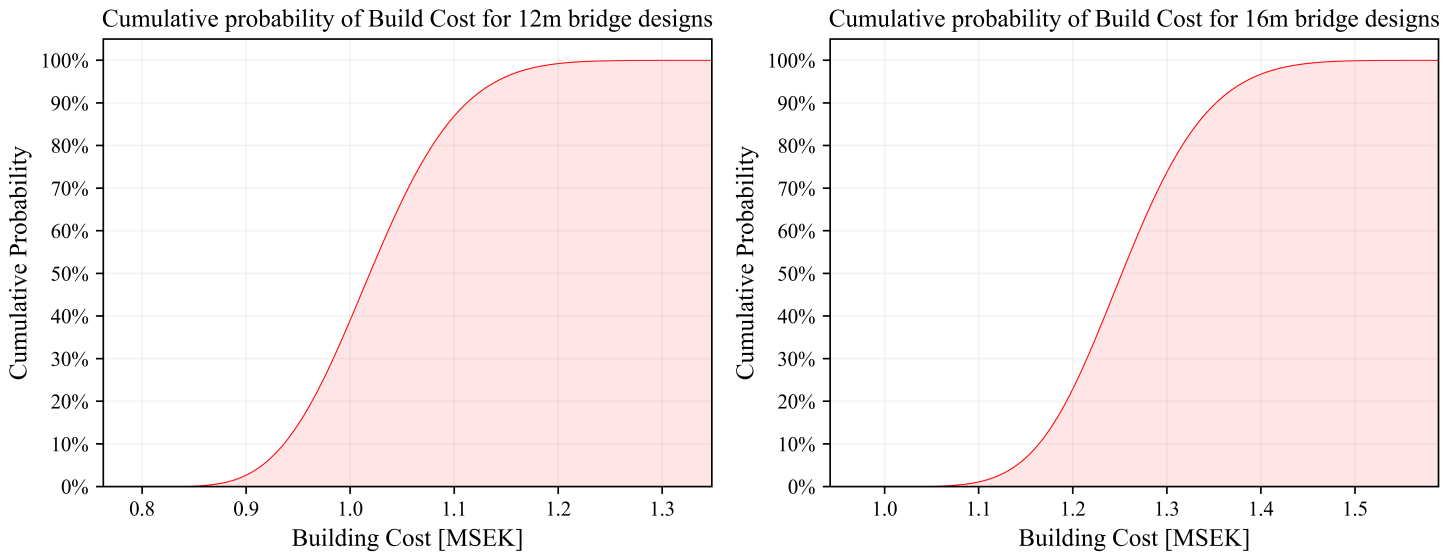 Cumulative probability of Build Cost for 12m bridge designs
100%
90%
80%
70%
60%
50%
40%
30%
20%
10%
0%
Cumulative Probability
0.8 0.9 1.0 1.1 1.2 1.3
Building Cost [MSEK]
Cumulative probability of Build Cost for 16m bridge designs
100%
90%
80%
70%
60%
50%
40%
30%
20%
10%
0%
Cumulative Probability
1.0 1.1 1.2 1.3 1.4 1.5
Building Cost [MSEK]